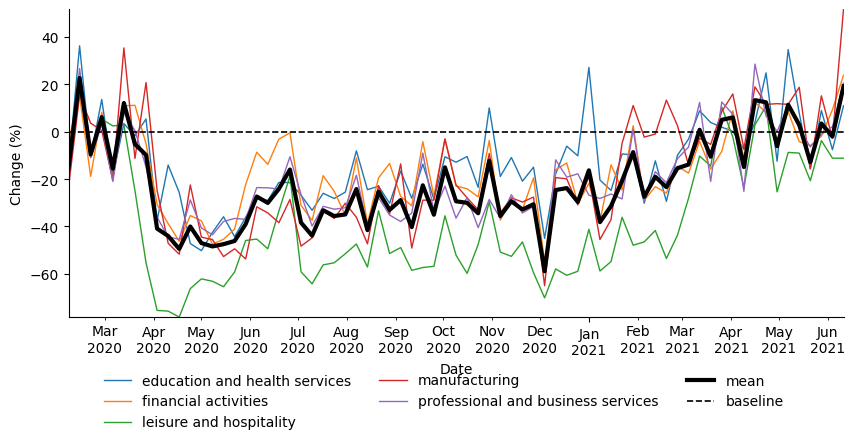 Change (%)
40
20
0
−20
−40
−60
Mar Apr May Jun Jul Aug Sep Oct Nov Dec Jan Feb Mar Apr May Jun
2020 2020 2020 2020 2020 2020 2020 2020 2020 2020 2021 2021 2021 2021 2021 2021
Date
education and health services manufacturing mean
financial activities professional and business services baseline
leisure and hospitality